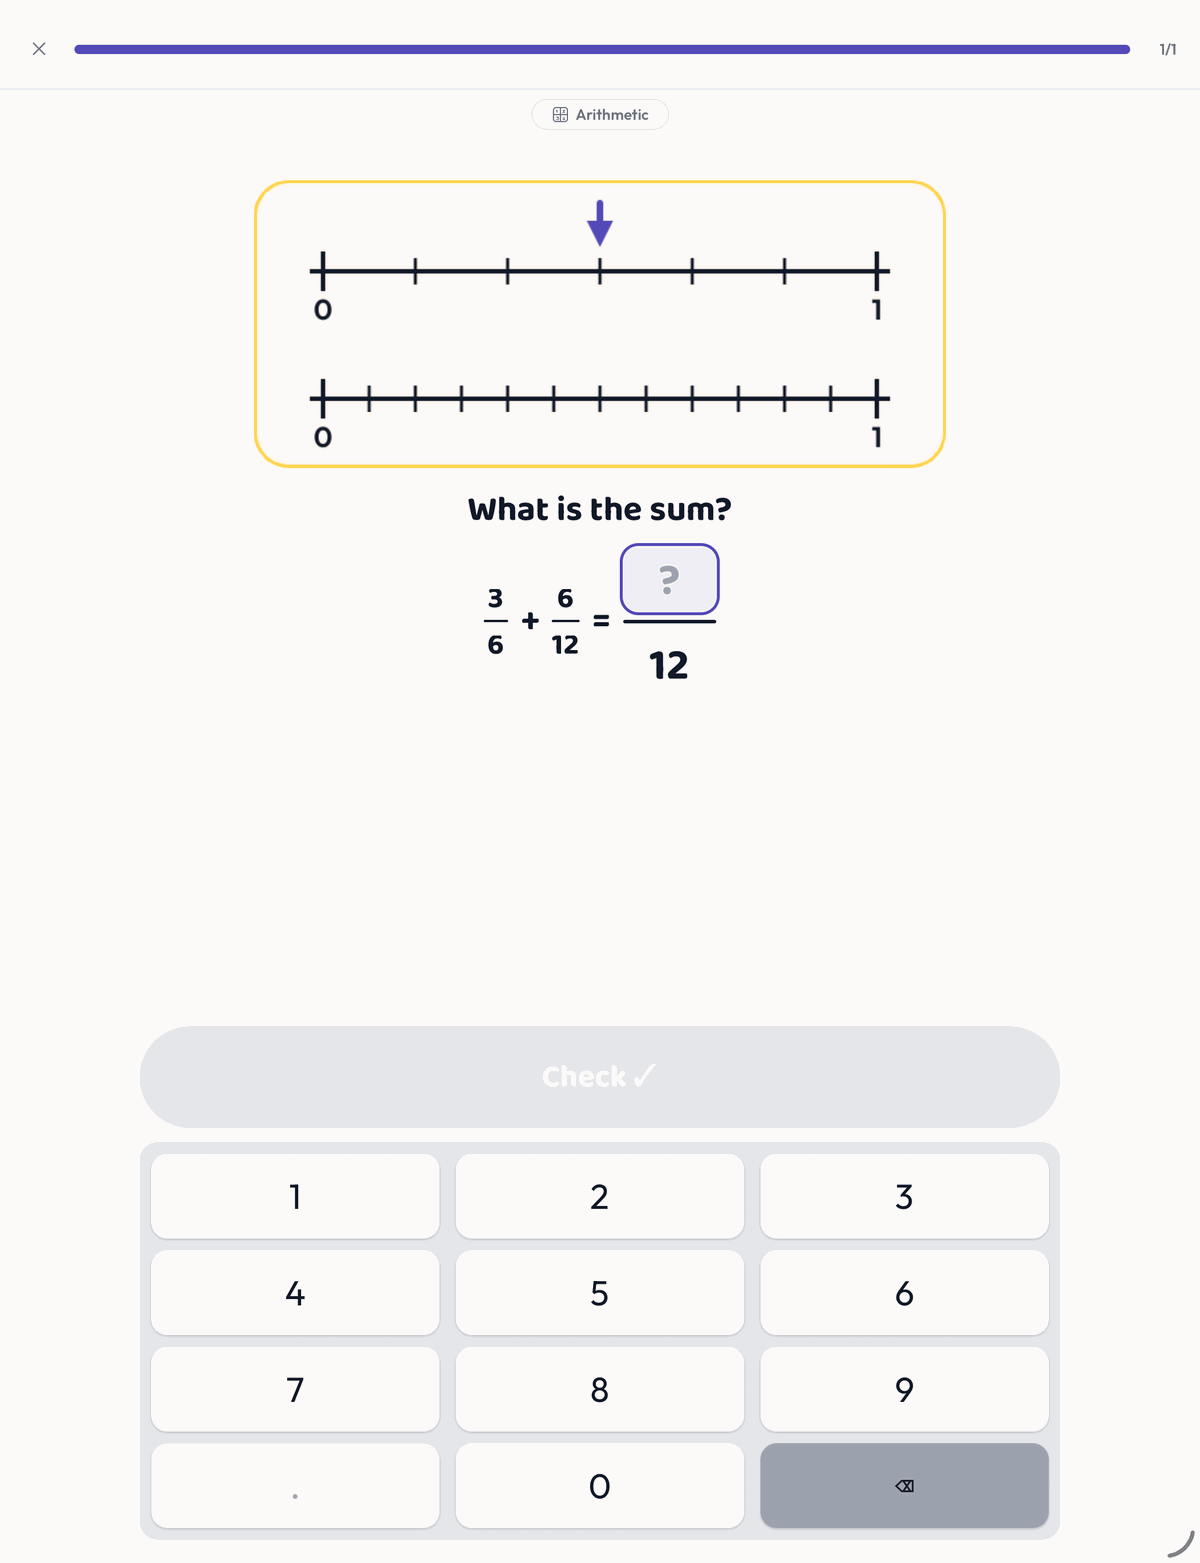 1/1
Arithmetic
0 1
0 1
What is the sum?
3/6 + 6/12 = ?/12
Check ✓
1 2 3
4 5 6
7 8 9
. 0